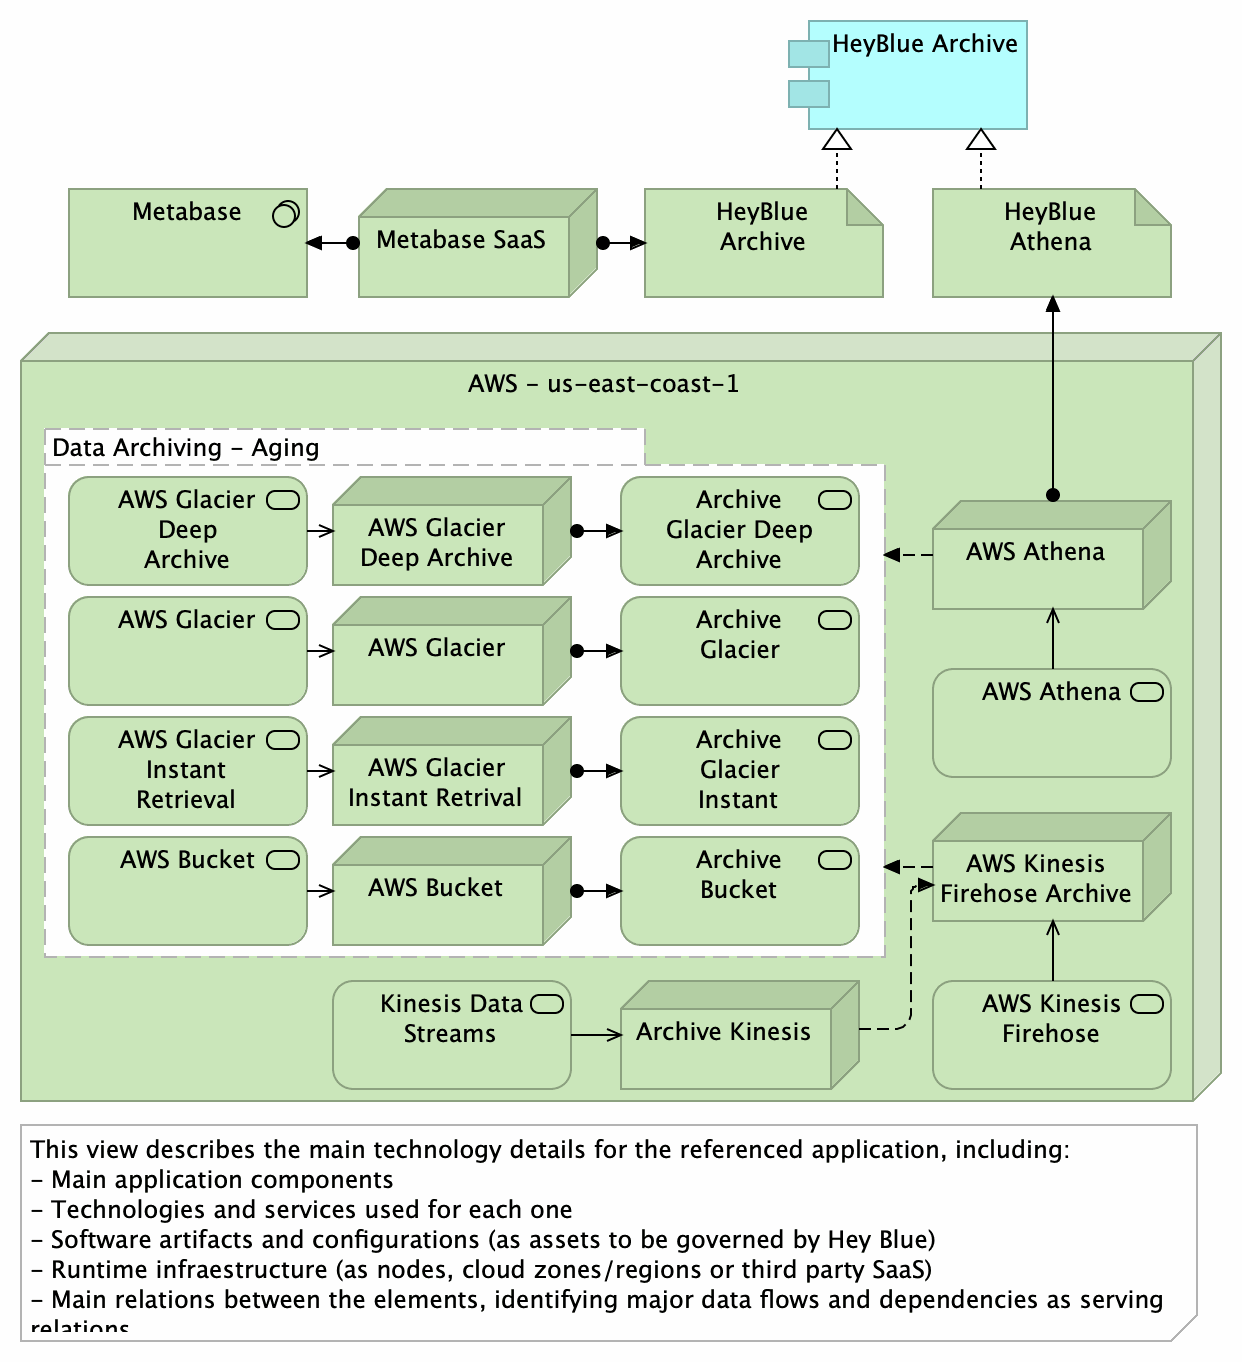 HeyBlue Archive
Metabase
Metabase SaaS
HeyBlue
Archive
HeyBlue
Athena
AWS – us-east-coast-1
Data Archiving – Aging
AWS Glacier
Deep
Archive
AWS Glacier
Deep Archive
Archive
Glacier Deep
Archive
AWS Athena
AWS Glacier
AWS Glacier
Archive
Glacier
AWS Athena
AWS Glacier
Instant
Retrieval
AWS Glacier
Instant Retrival
Archive
Glacier
Instant
AWS Bucket
AWS Bucket
Archive
Bucket
AWS Kinesis
Firehose Archive
Kinesis Data
Streams
Archive Kinesis
AWS Kinesis
Firehose
This view describes the main technology details for the referenced application, including:
– Main application components
– Technologies and services used for each one
– Software artifacts and configurations (as assets to be governed by Hey Blue)
– Runtime infraestructure (as nodes, cloud zones/regions or third party SaaS)
– Main relations between the elements, identifying major data flows and dependencies as serving
relations